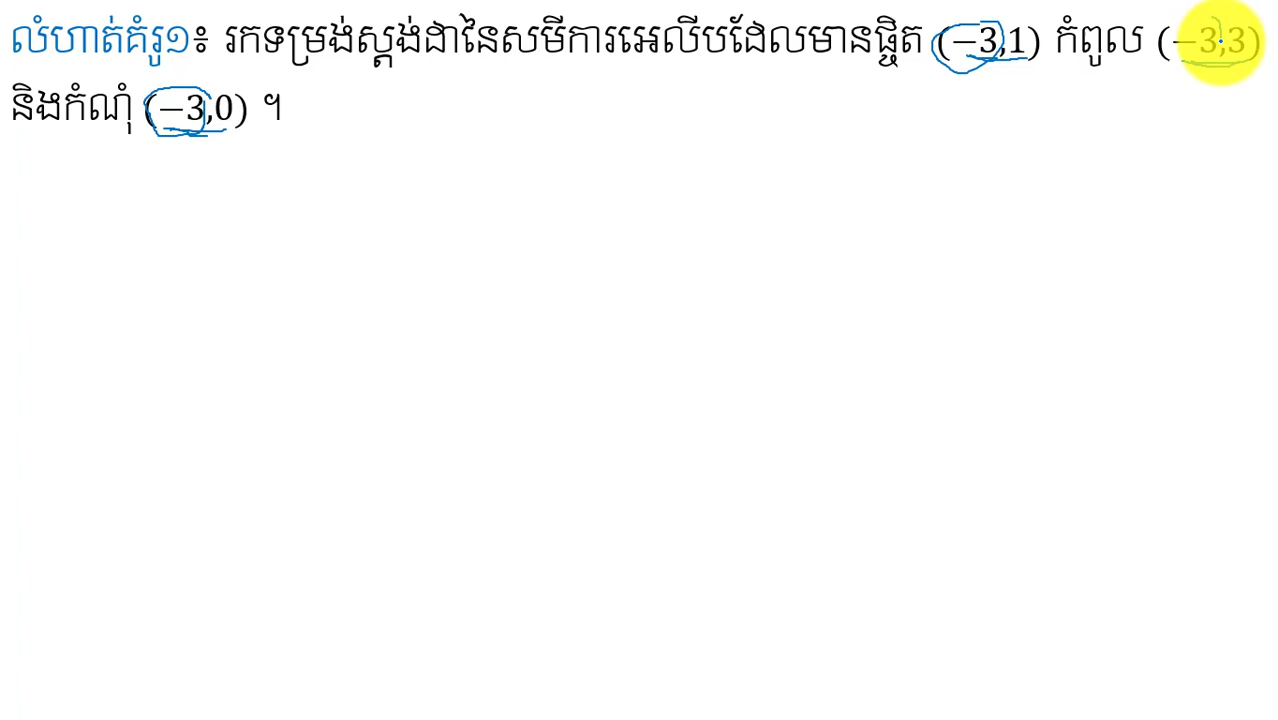 លំហាត់គំរូ១៖ រកទម្រង់ស្តង់ដានៃសមីការអេលីបដែលមានផ្ចិត (−3,1) កំពូល (−3,3)
និងកំណុំ (−3,0) ។